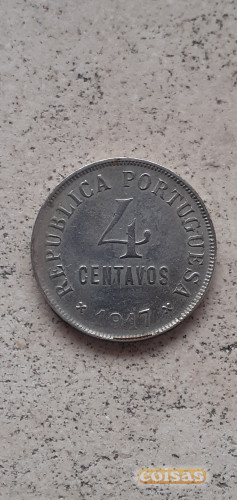 REPUBLICA PORTUGUESA
4
CENTAVOS
* 1917 *
coisas